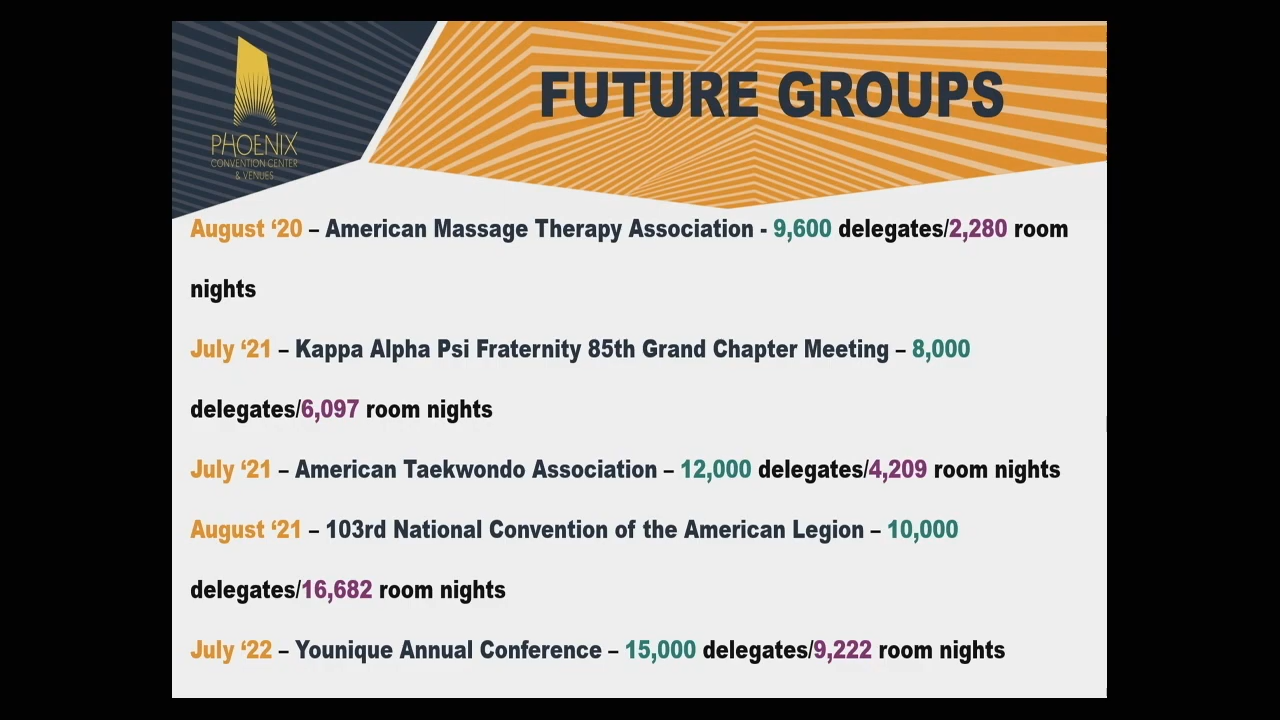 PHOENIX
CONVENTION CENTER
& VENUES
FUTURE GROUPS
August ‘20 – American Massage Therapy Association - 9,600 delegates/2,280 room
nights
July ‘21 – Kappa Alpha Psi Fraternity 85th Grand Chapter Meeting – 8,000
delegates/6,097 room nights
July ‘21 – American Taekwondo Association – 12,000 delegates/4,209 room nights
August ‘21 – 103rd National Convention of the American Legion – 10,000
delegates/16,682 room nights
July ‘22 – Younique Annual Conference – 15,000 delegates/9,222 room nights